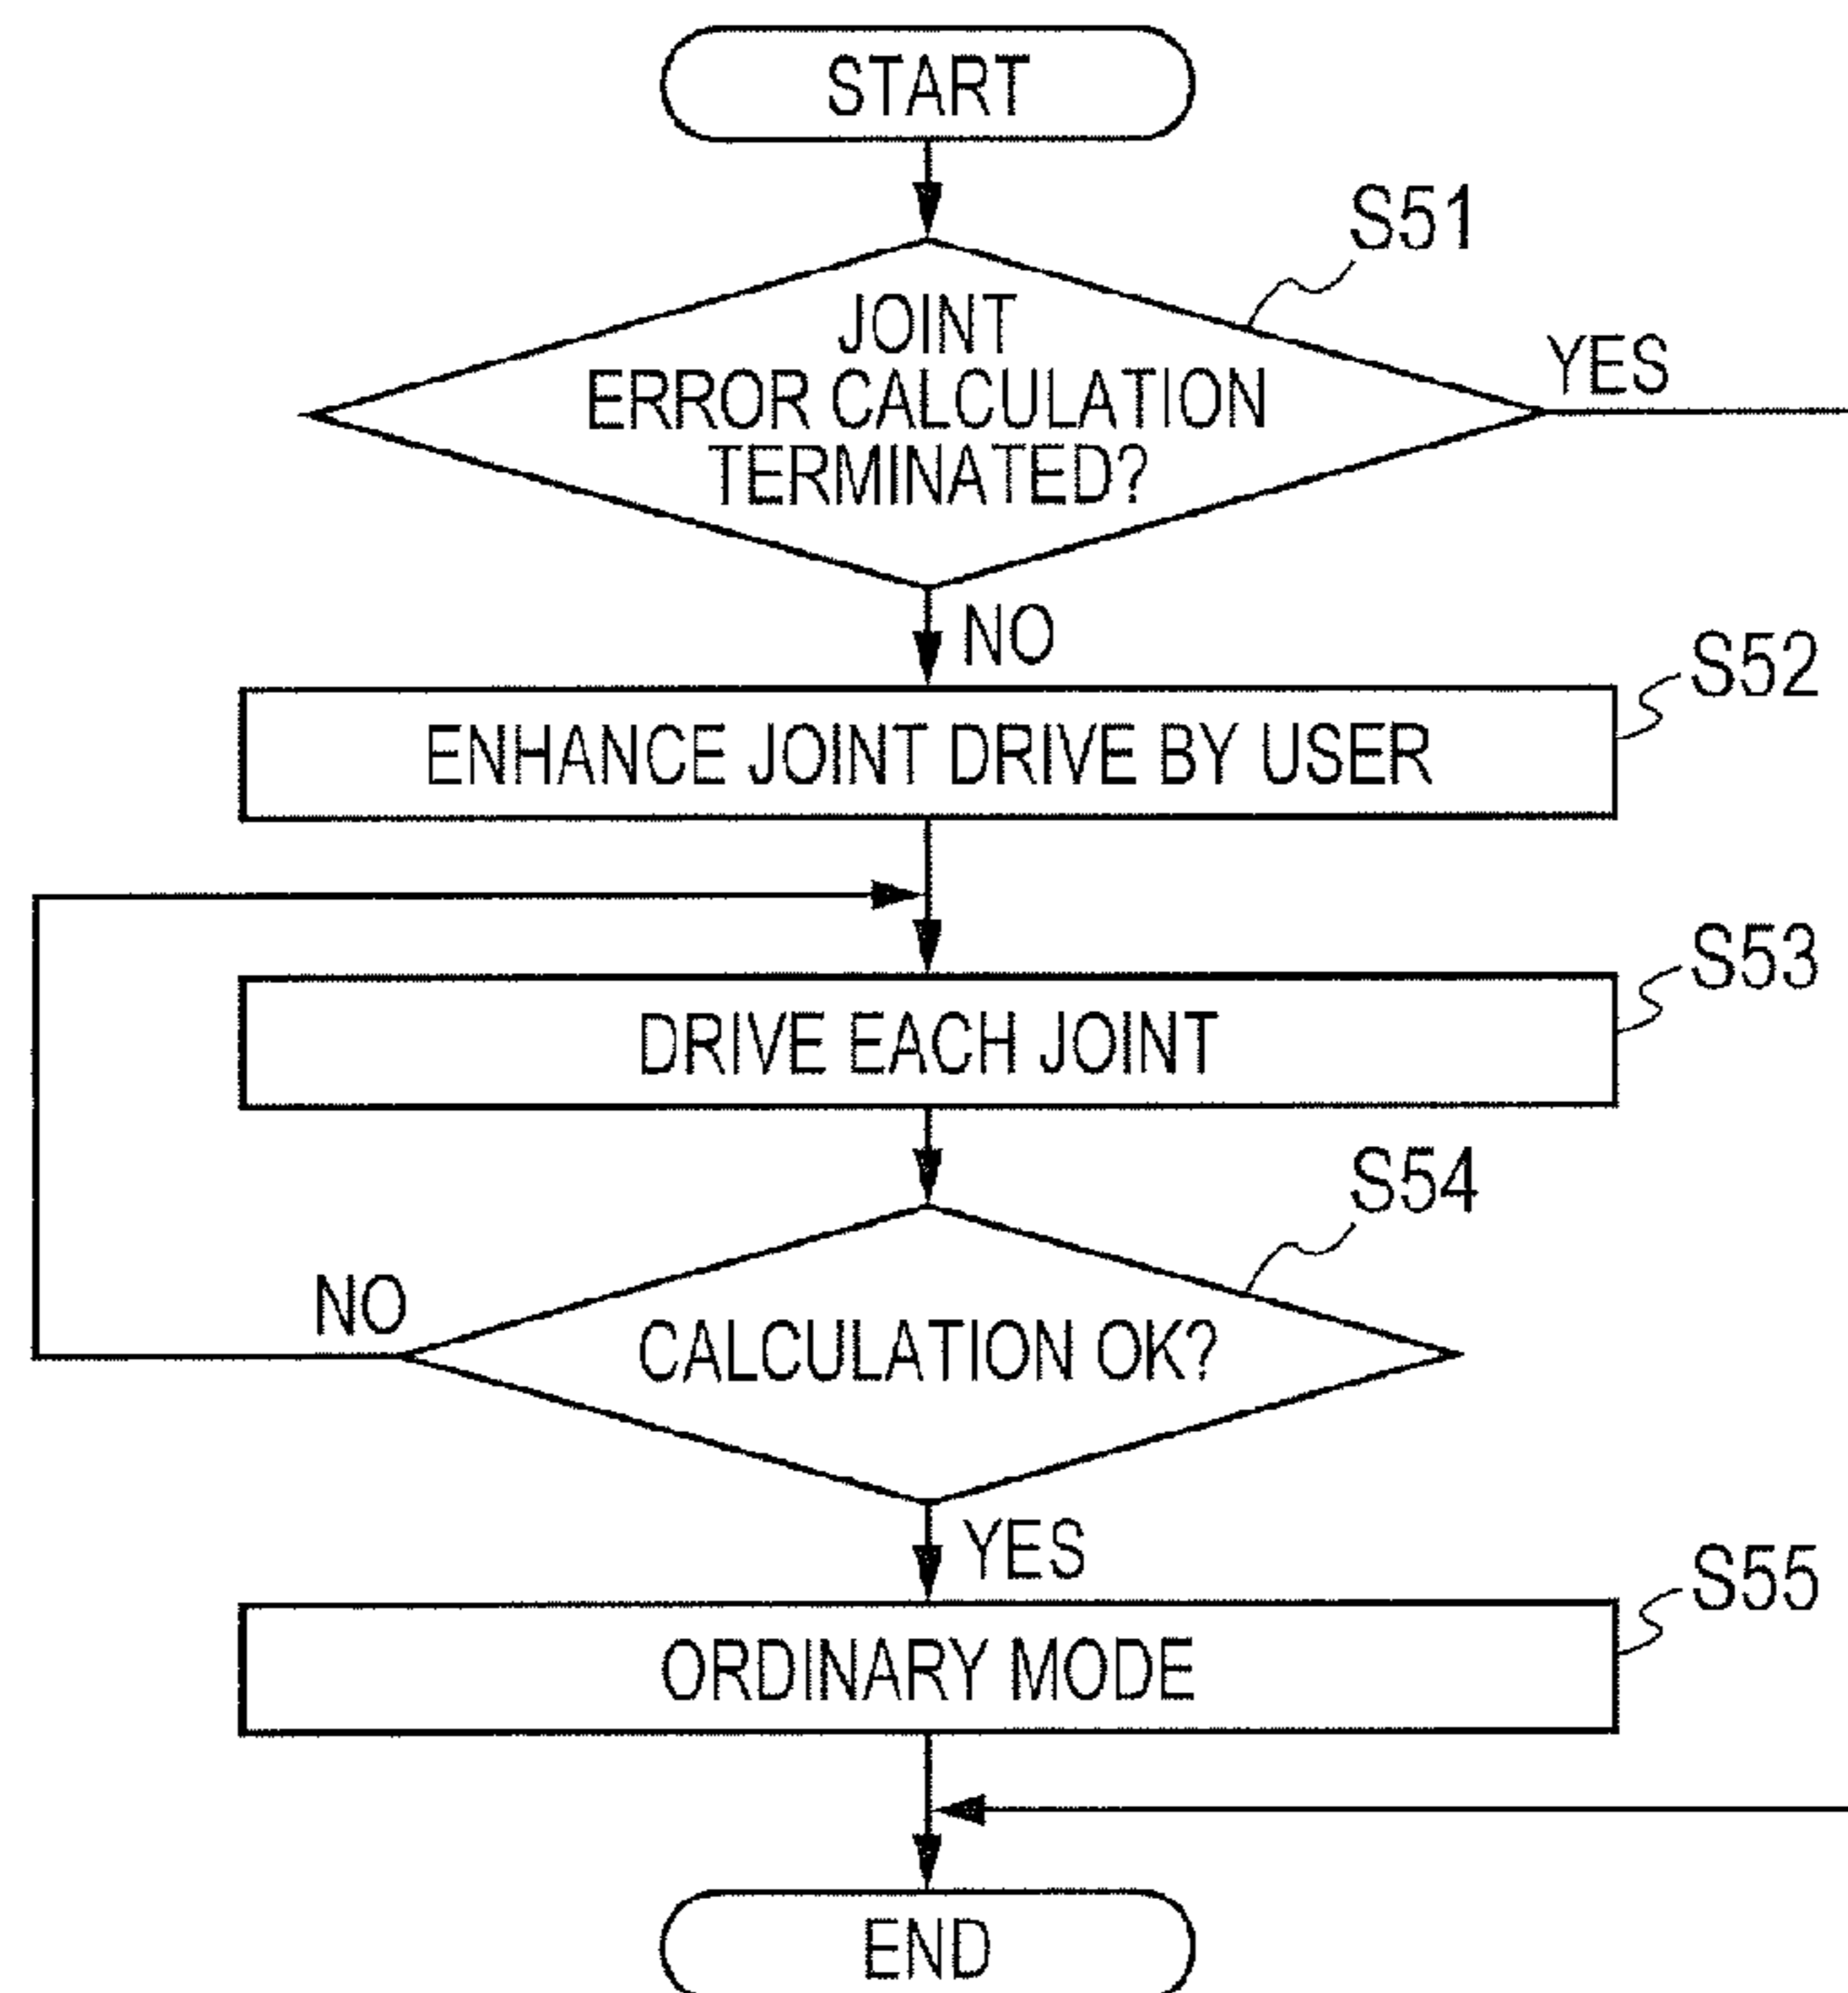 START
S51
JOINT
ERROR CALCULATION
TERMINATED?
YES
NO
S52
ENHANCE JOINT DRIVE BY USER
S53
DRIVE EACH JOINT
S54
NO
CALCULATION OK?
YES
S55
ORDINARY MODE
END